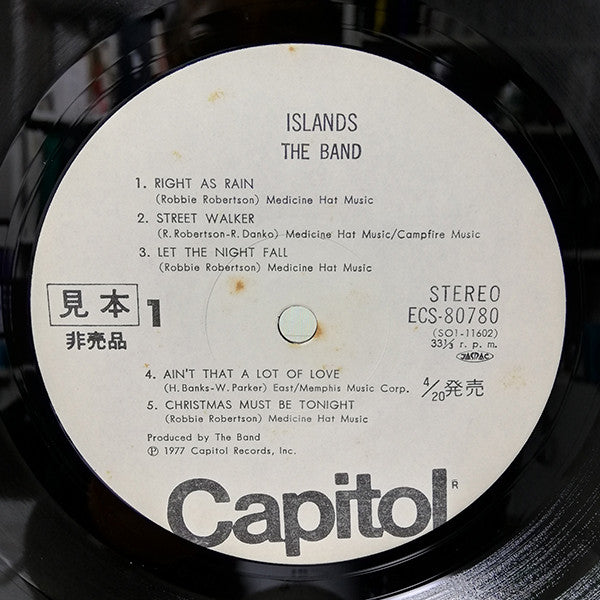 ISLANDS
THE BAND
1. RIGHT AS RAIN
(Robbie Robertson) Medicine Hat Music
2. STREET WALKER
(R. Robertson-R. Danko) Medicine Hat Music/Campfire Music
3. LET THE NIGHT FALL
(Robbie Robertson) Medicine Hat Music
見本 1
非売品
STEREO
ECS-80780
(SO1-11602)
33⅓ r. p. m.
JASRAC
4. AIN'T THAT A LOT OF LOVE
(H. Banks-W. Parker) East/Memphis Music Corp.
4/20発売
5. CHRISTMAS MUST BE TONIGHT
(Robbie Robertson) Medicine Hat Music
Produced by The Band
Ⓟ 1977 Capitol Records, Inc.
Capitol®